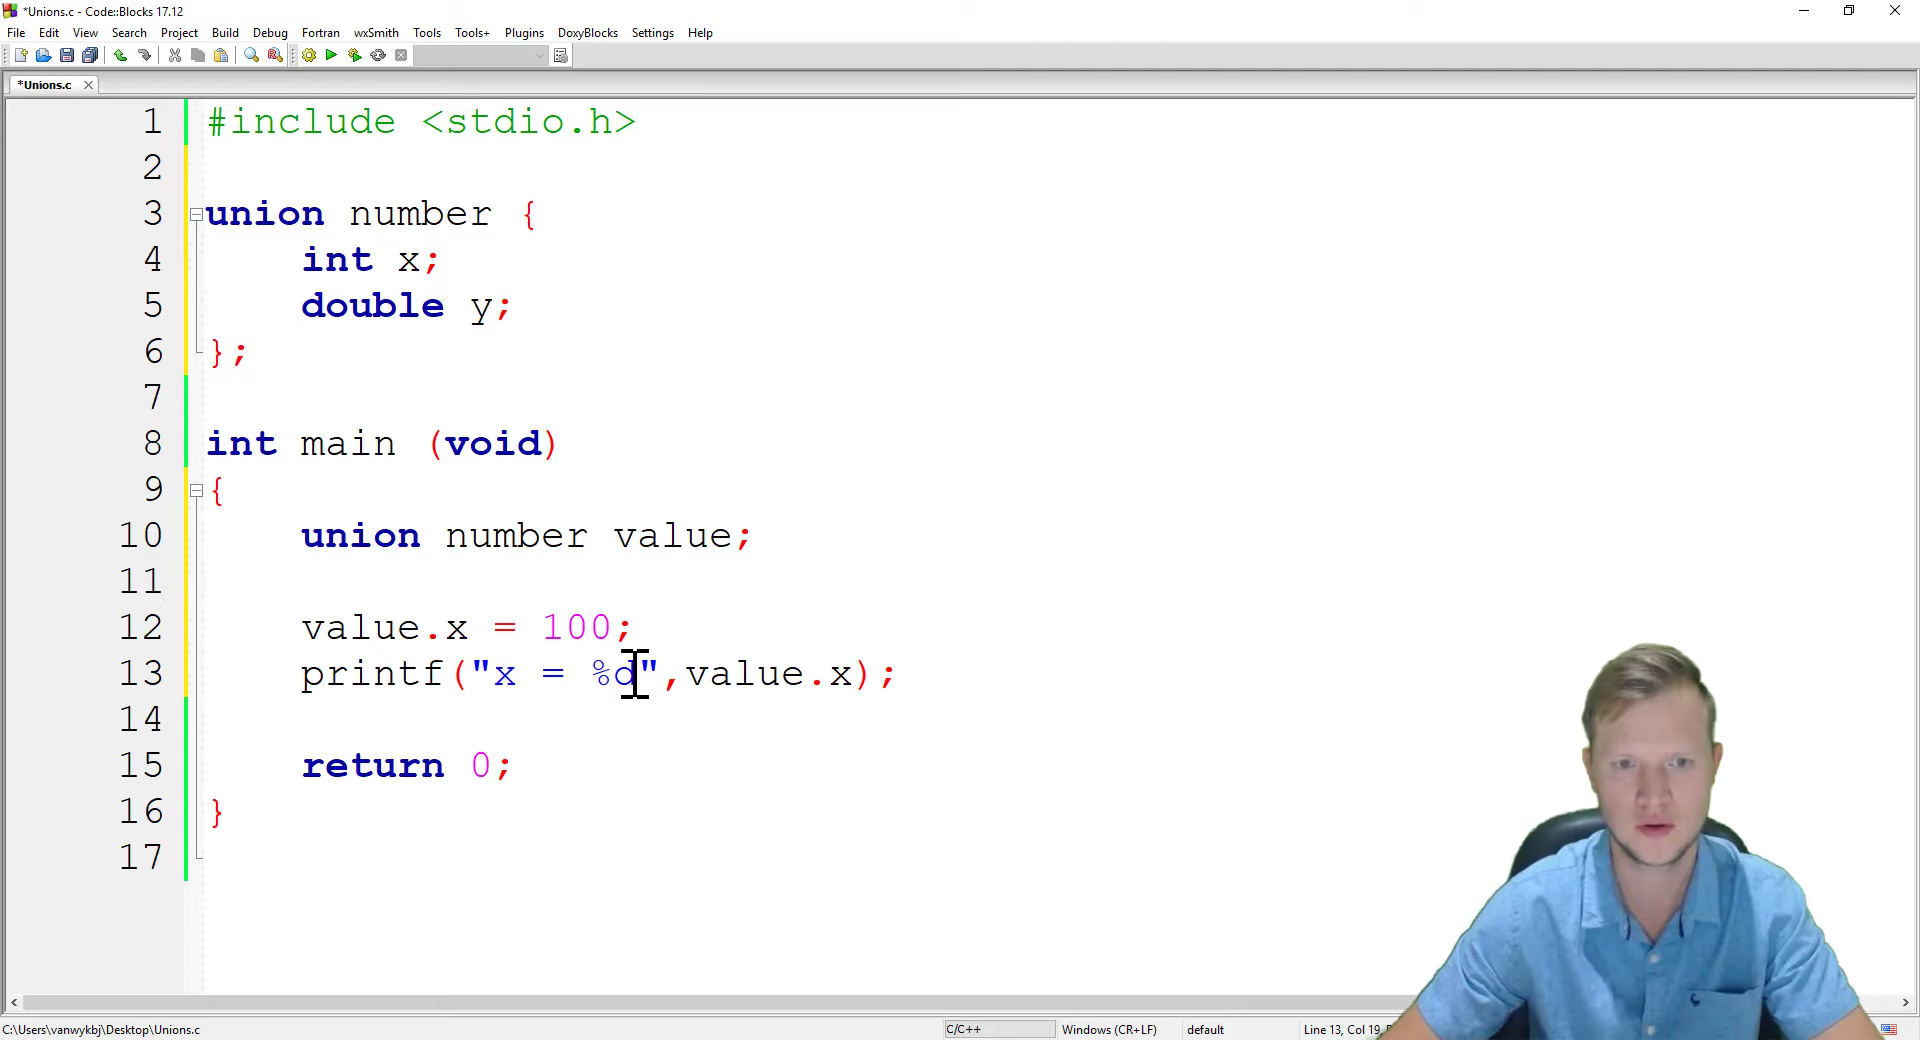 *Unions.c - Code::Blocks 17.12
File Edit View Search Project Build Debug Fortran wxSmith Tools Tools+ Plugins DoxyBlocks Settings Help
*Unions.c
1 #include <stdio.h>
2
3 union number {
4 int x;
5 double y;
6 };
7
8 int main (void)
9 {
10 union number value;
11
12 value.x = 100;
13 printf("x = %d",value.x);
14
15 return 0;
16 }
17
C:\Users\vanwykbj\Desktop\Unions.c C/C++ Windows (CR+LF) default Line 13, Col 19,